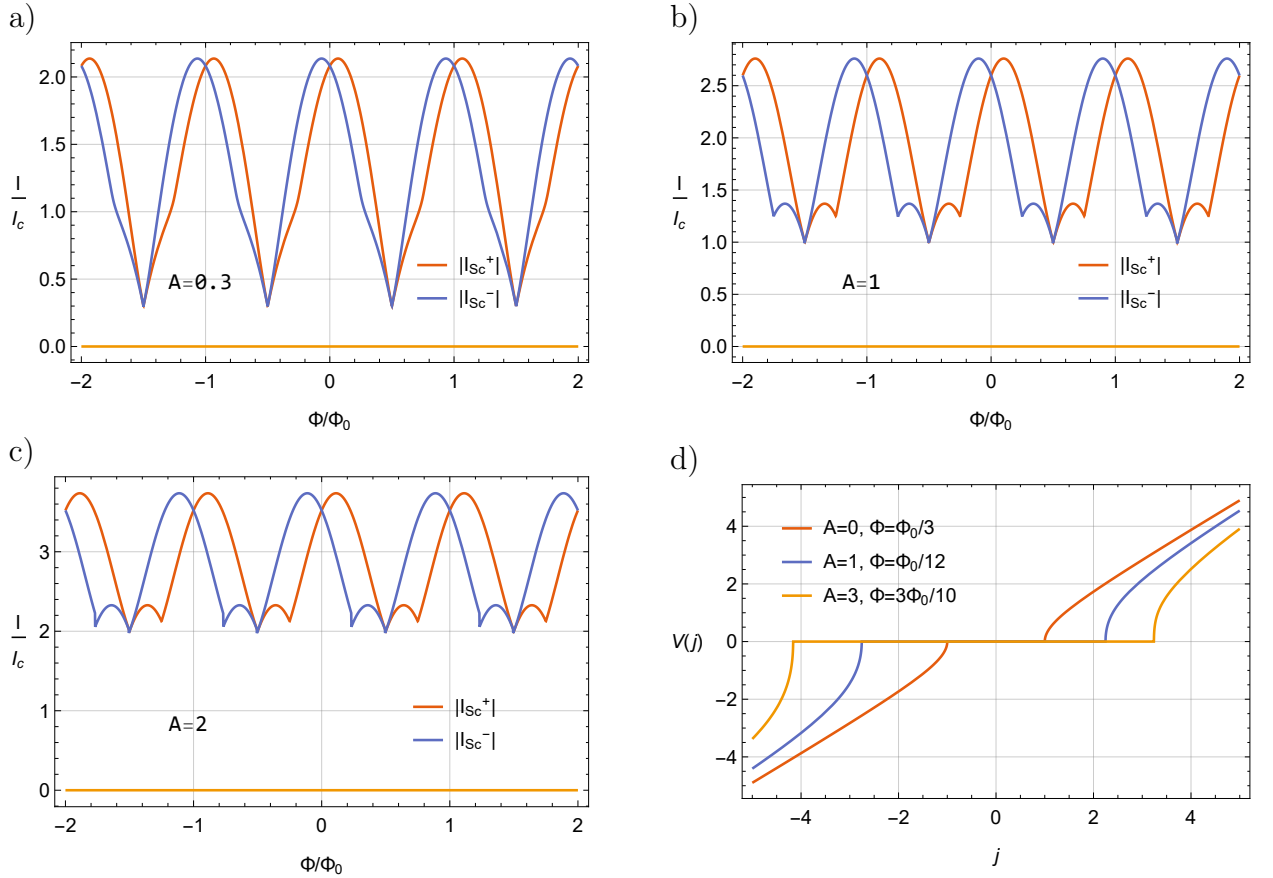 a)
2.0
1.5
1.0
0.5
0.0
I
I_c
A=0.3
|I_Sc^+|
|I_Sc^-|
−2 −1 0 1 2
Φ/Φ_0
b)
2.5
2.0
1.5
1.0
0.5
0.0
I
I_c
A=1
|I_Sc^+|
|I_Sc^-|
−2 −1 0 1 2
Φ/Φ_0
c)
3
2
1
0
I
I_c
A=2
|I_Sc^+|
|I_Sc^-|
−2 −1 0 1 2
Φ/Φ_0
d)
4
2
0
−2
−4
V(j)
A=0, Φ=Φ_0/3
A=1, Φ=Φ_0/12
A=3, Φ=3Φ_0/10
−4 −2 0 2 4
j